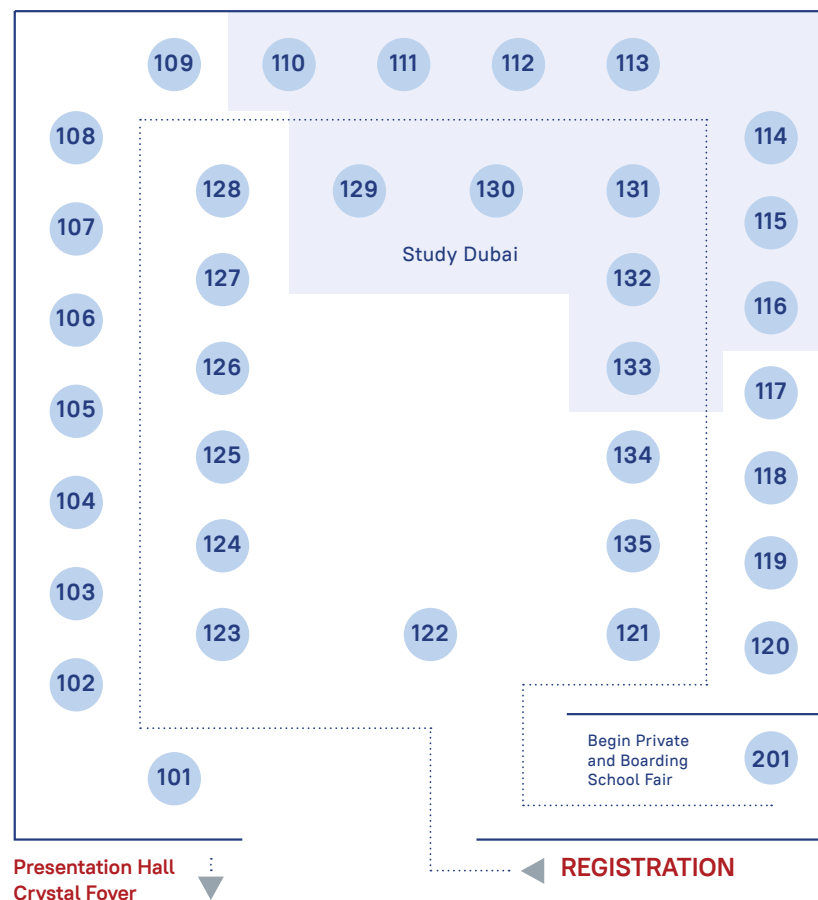 109 110 111 112 113
108 114
128 129 130 131
107 115
Study Dubai
127 132
106 116
126 133
105 117
125 134
104 118
124 135
103 119
123 122 121
102 120
Begin Private
and Boarding
School Fair
201
101
Presentation Hall
Crystal Foyer
REGISTRATION